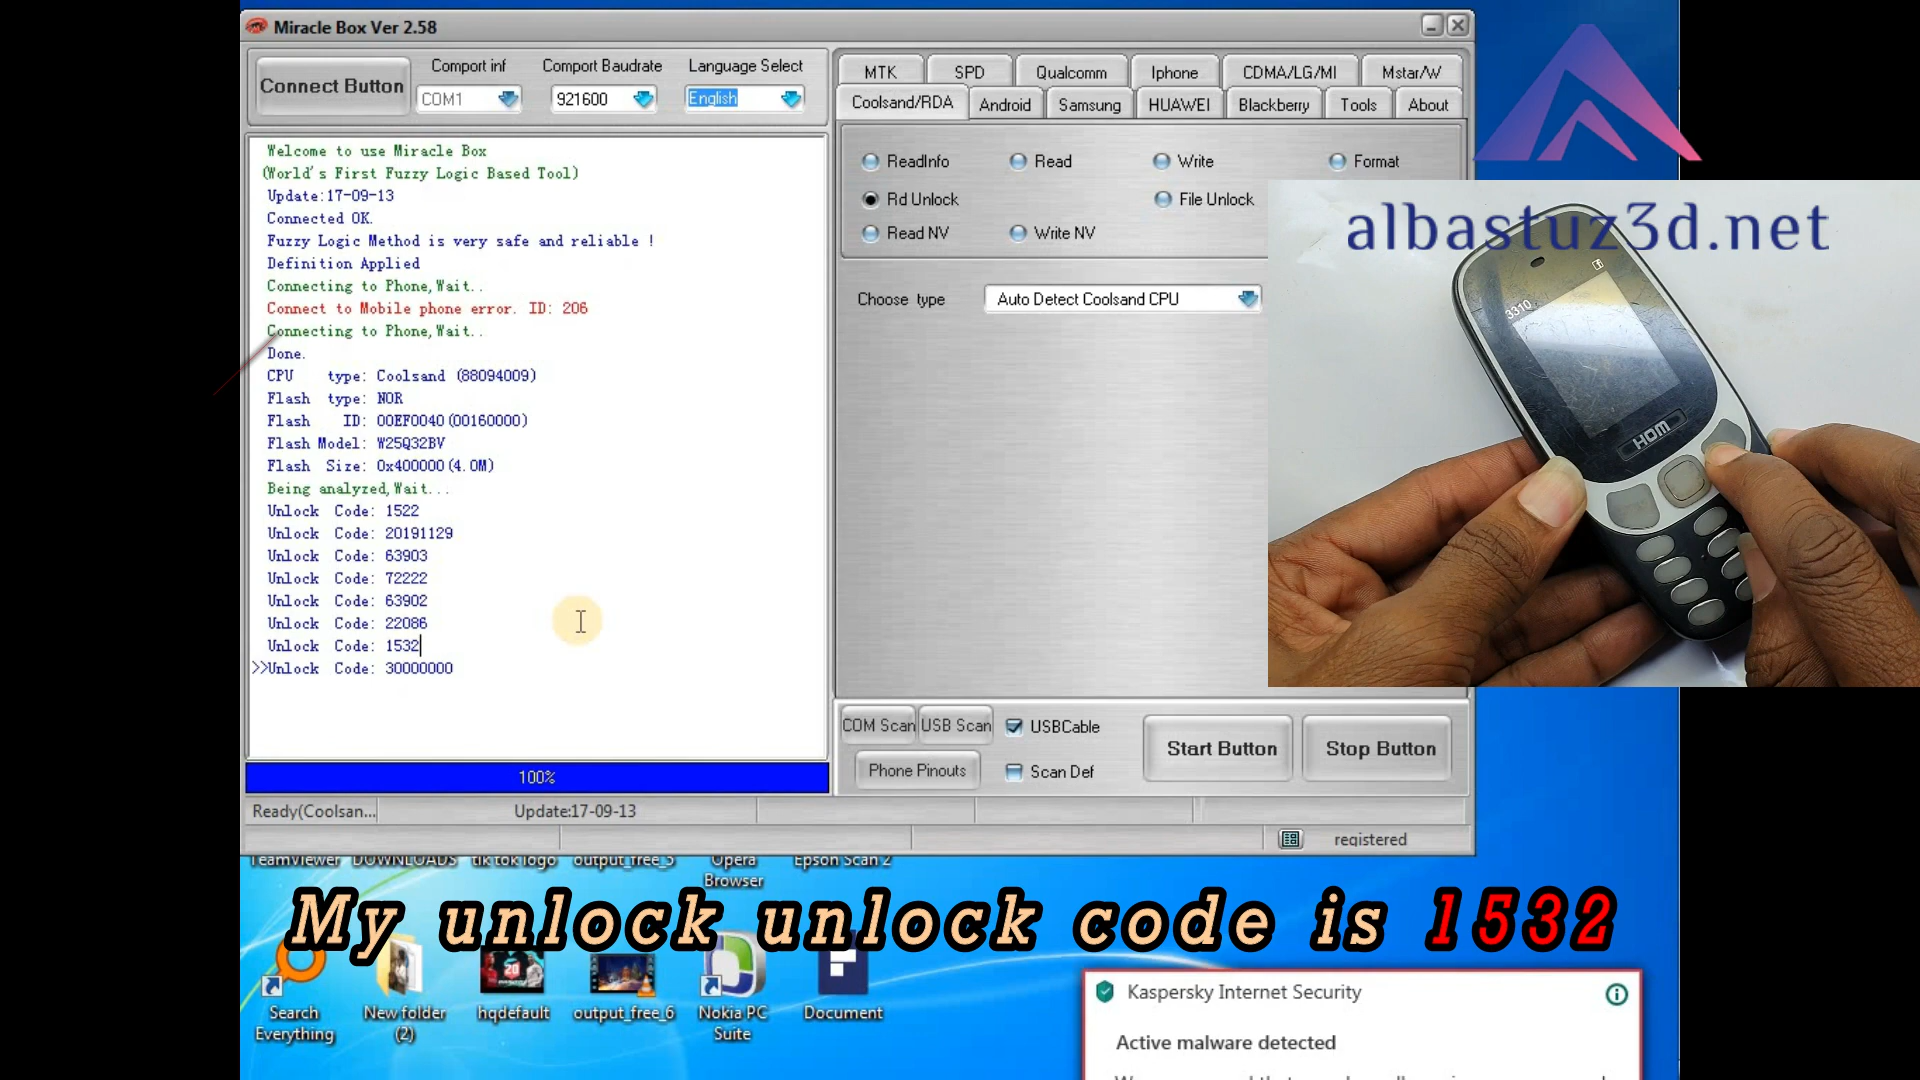 Miracle Box Ver 2.58
Connect Button
Comport inf
Comport Baudrate
Language Select
COM1
921600
English
MTK
SPD
Qualcomm
Iphone
CDMA/LG/MI
Mstar/W
Coolsand/RDA
Android
Samsung
HUAWEI
Blackberry
Tools
About
Welcome to use Miracle Box
(World's First Fuzzy Logic Based Tool)
Update:17-09-13
Connected OK.
Fuzzy Logic Method is very safe and reliable !
Definition Applied
Connecting to Phone,Wait..
Connect to Mobile phone error. ID: 206
Connecting to Phone,Wait..
Done.
CPU type: Coolsand (88094009)
Flash type: NOR
Flash ID: 00EF0040(00160000)
Flash Model: W25Q32BV
Flash Size: 0x400000(4.0M)
Being analyzed,Wait...
Unlock Code: 1522
Unlock Code: 20191129
Unlock Code: 63903
Unlock Code: 72222
Unlock Code: 63902
Unlock Code: 22086
Unlock Code: 1532
>>Unlock Code: 30000000
100%
Ready(Coolsan...
Update:17-09-13
ReadInfo
Read
Write
Format
Rd Unlock
File Unlock
Read NV
Write NV
Choose type
Auto Detect Coolsand CPU
albastuz3d.net
3310
HOM
COM Scan
USB Scan
USBCable
Phone Pinouts
Scan Def
Start Button
Stop Button
registered
TeamViewer
DOWNLOADS
tik tok logo
output_free_5
Opera Browser
Epson Scan 2
My unlock unlock code is 1532
Search Everything
New folder (2)
hqdefault
output_free_6
Nokia PC Suite
Document
Kaspersky Internet Security
Active malware detected